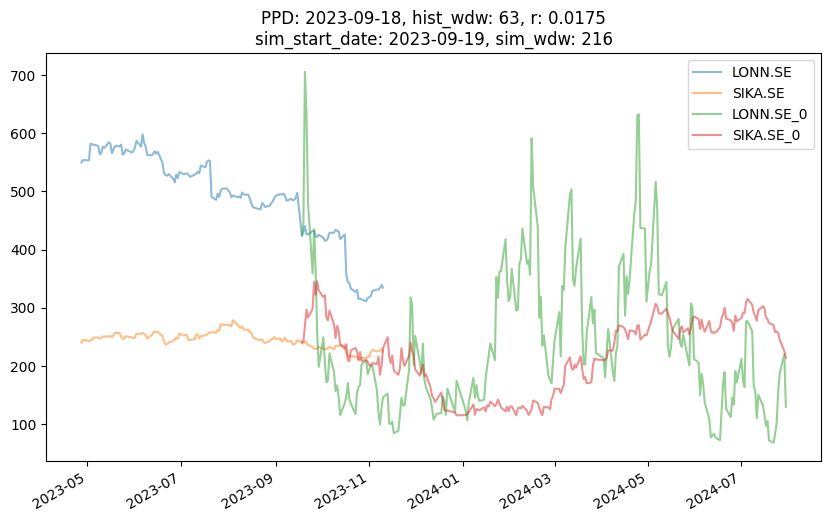 PPD: 2023-09-18, hist_wdw: 63, r: 0.0175
sim_start_date: 2023-09-19, sim_wdw: 216
LONN.SE
SIKA.SE
LONN.SE_0
SIKA.SE_0
700
600
500
400
300
200
100
2023-05
2023-07
2023-09
2023-11
2024-01
2024-03
2024-05
2024-07